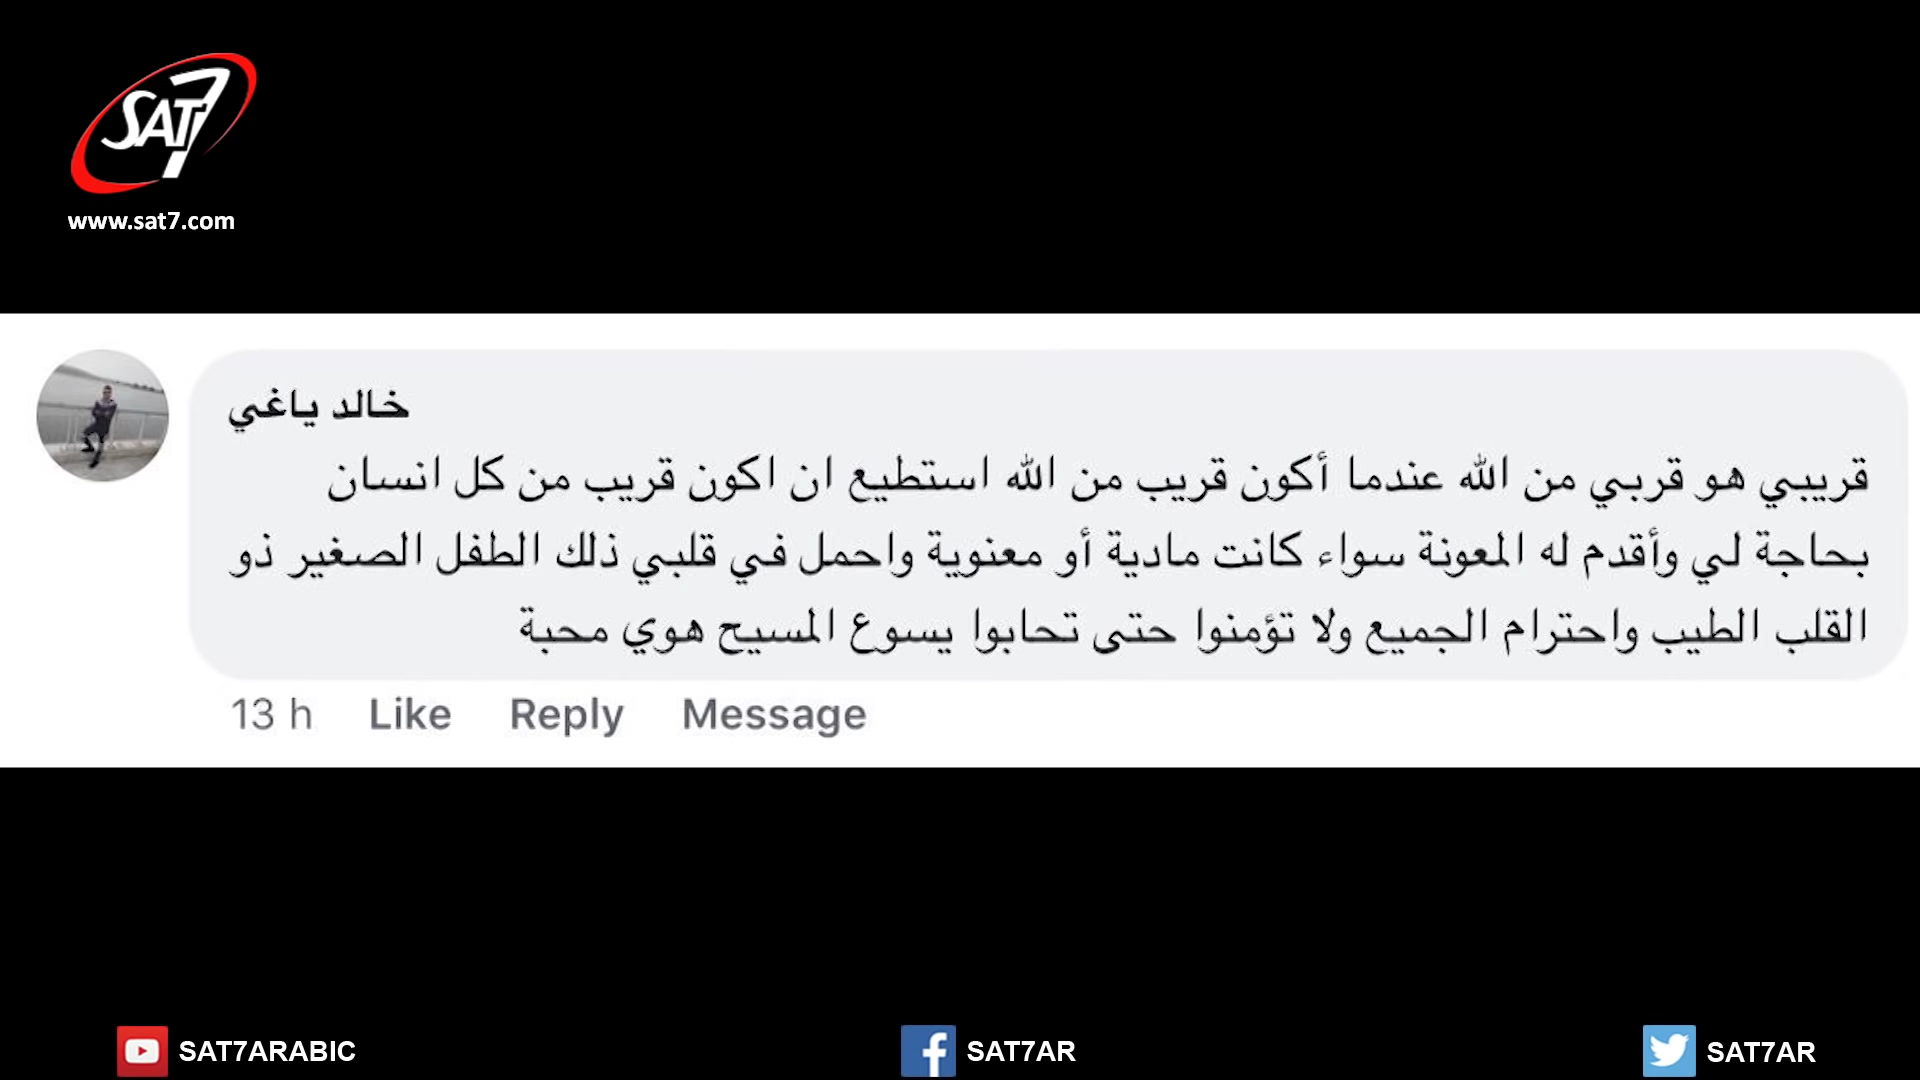 SAT7
www.sat7.com
خالد ياغي
قريبي هو قربي من الله عندما أكون قريب من الله استطيع ان اكون قريب من كل انسان
بحاجة لي وأقدم له المعونة سواء كانت مادية أو معنوية واحمل في قلبي ذلك الطفل الصغير ذو
القلب الطيب واحترام الجميع ولا تؤمنوا حتى تحابوا يسوع المسيح هوي محبة
13 h Like Reply Message
SAT7ARABIC SAT7AR SAT7AR